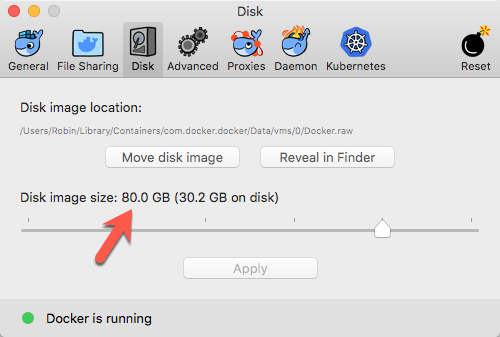 Disk
General File Sharing Disk Advanced Proxies Daemon Kubernetes Reset
Disk image location:
/Users/Robin/Library/Containers/com.docker.docker/Data/vms/0/Docker.raw
Move disk image Reveal in Finder
Disk image size: 80.0 GB (30.2 GB on disk)
Apply
Docker is running